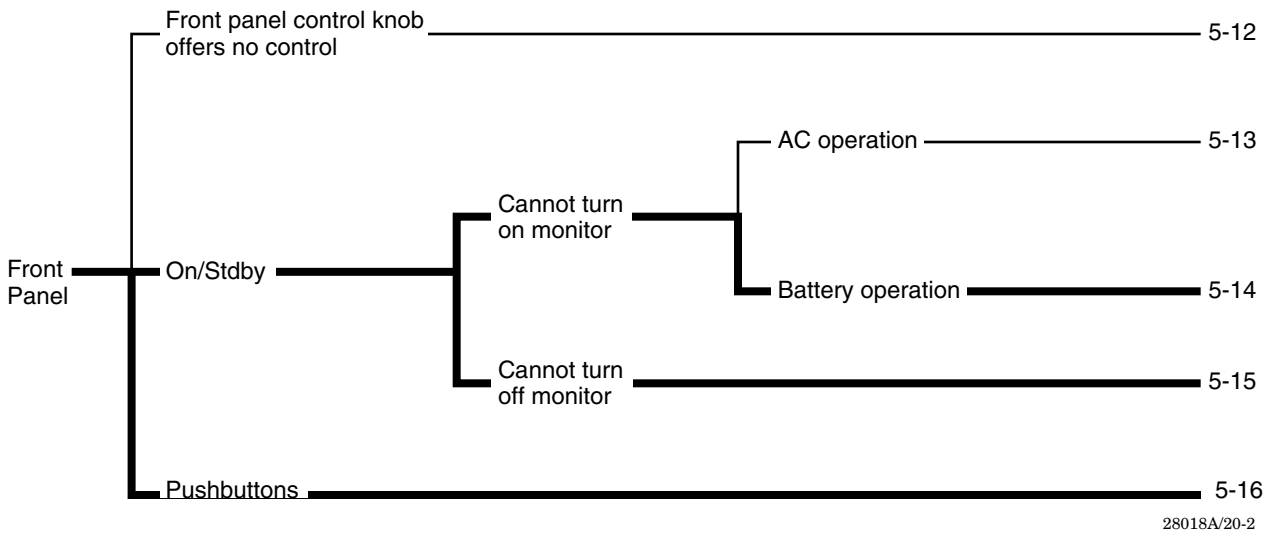 Front panel control knob
offers no control
5-12
AC operation
5-13
Cannot turn
on monitor
Front
Panel
On/Stdby
Battery operation
5-14
Cannot turn
off monitor
5-15
Pushbuttons
5-16
28018A/20-2